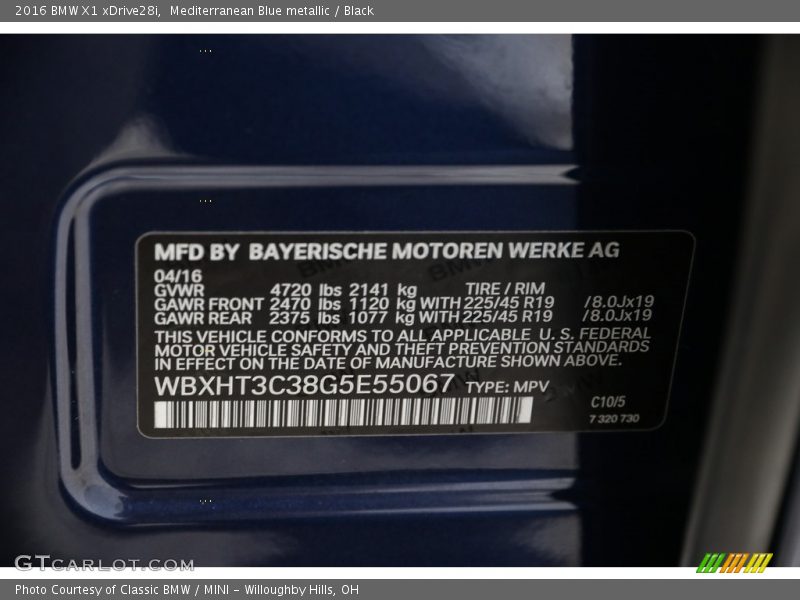 2016 BMW X1 xDrive28i, Mediterranean Blue metallic / Black
MFD BY BAYERISCHE MOTOREN WERKE AG
04/16
GVWR 4720 lbs 2141 kg TIRE / RIM
GAWR FRONT 2470 lbs 1120 kg WITH 225/45 R19 /8.0Jx19
GAWR REAR 2375 lbs 1077 kg WITH 225/45 R19 /8.0Jx19
THIS VEHICLE CONFORMS TO ALL APPLICABLE U.S. FEDERAL
MOTOR VEHICLE SAFETY AND THEFT PREVENTION STANDARDS
IN EFFECT ON THE DATE OF MANUFACTURE SHOWN ABOVE.
WBXHT3C38G5E55067 TYPE: MPV
C10/5
7 320 730
GTCARLOT.COM
Photo Courtesy of Classic BMW / MINI - Willoughby Hills, OH